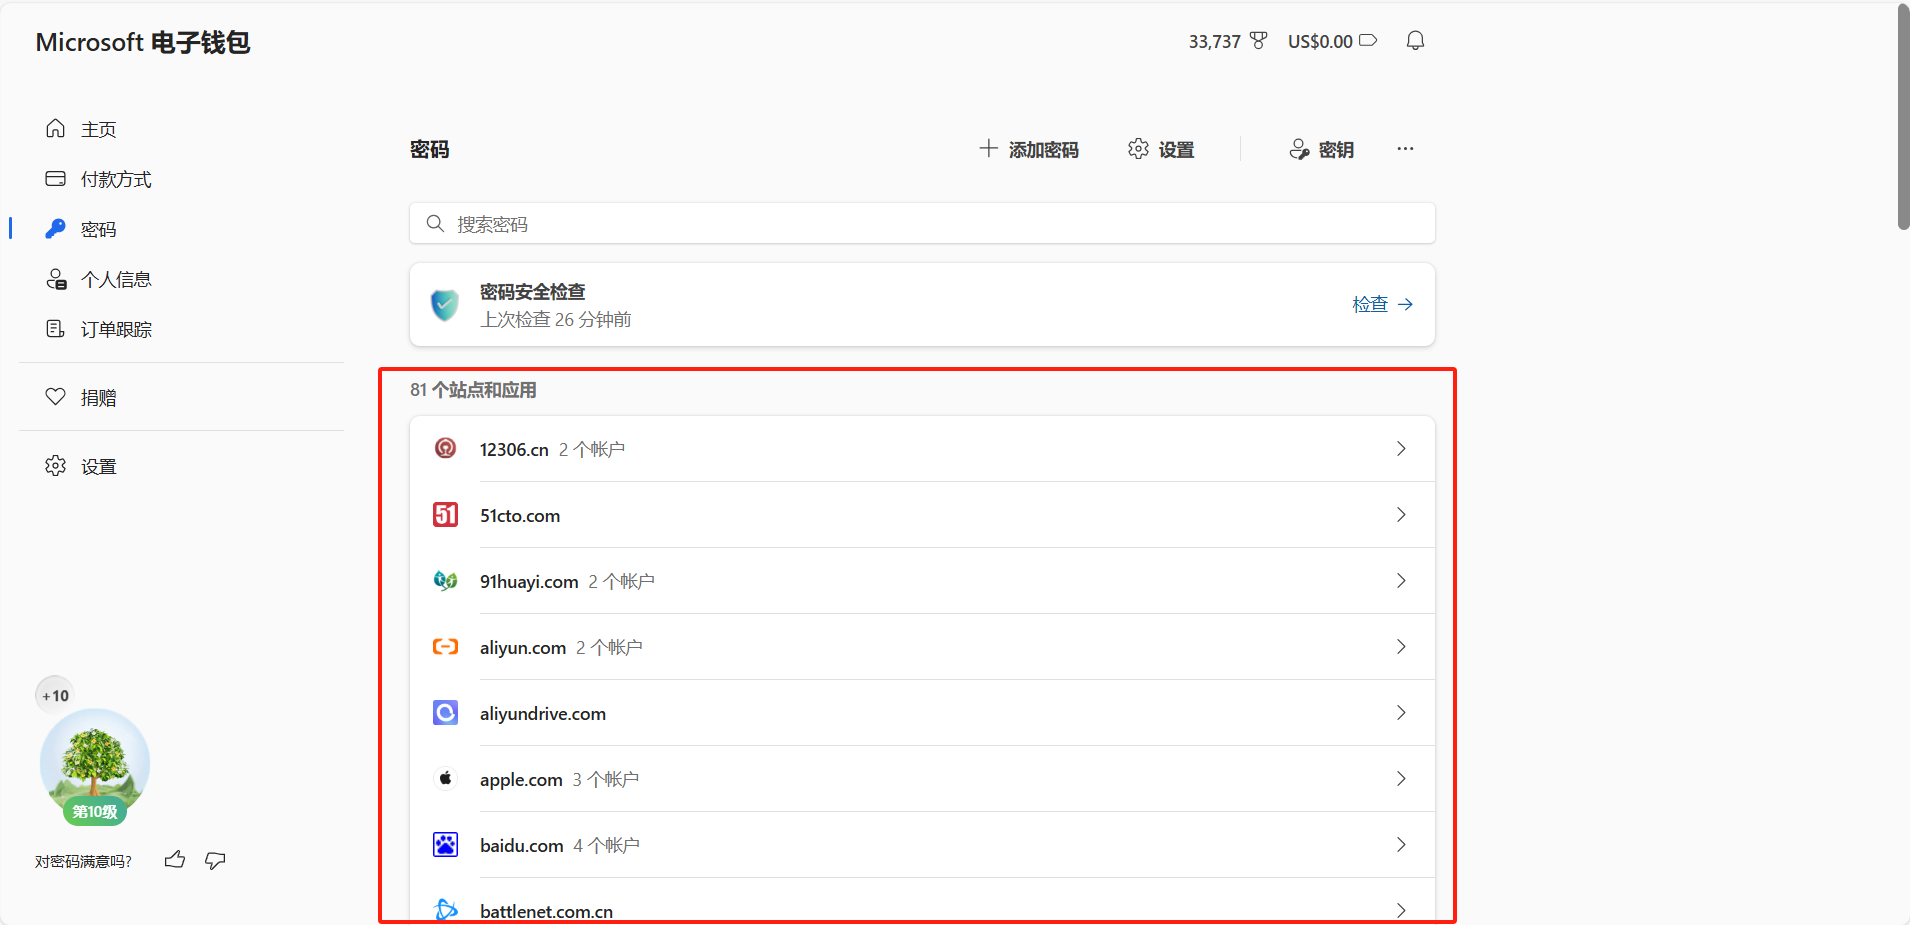 Microsoft 电子钱包
33,737 US$0.00
主页
付款方式
密码
个人信息
订单跟踪
捐赠
设置
+10
第10级
对密码满意吗?
密码
添加密码 设置 密钥 ···
搜索密码
密码安全检查
上次检查 26 分钟前
检查
81 个站点和应用
12306.cn 2 个帐户
51 51cto.com
91huayi.com 2 个帐户
aliyun.com 2 个帐户
aliyundrive.com
apple.com 3 个帐户
baidu.com 4 个帐户
battlenet.com.cn